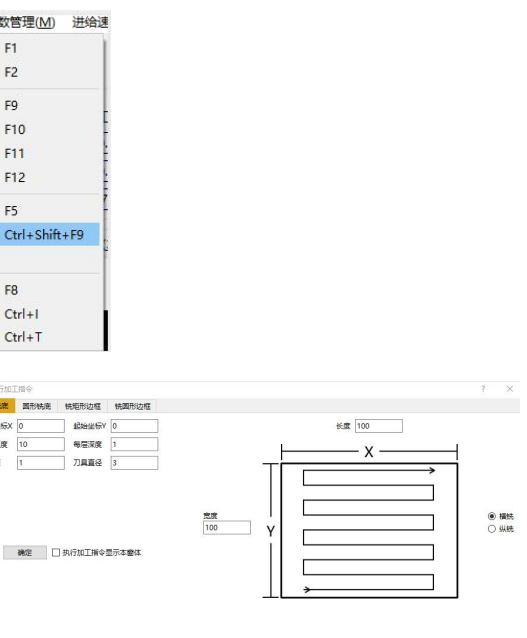 数管理(M) 进给速
F1
F2
F9
F10
F11
F12
F5
Ctrl+Shift+F9
F8
Ctrl+I
Ctrl+T
行加工指令 ? ×
铣底 圆形铣底 铣矩形边框 铣圆形边框
标X 0 起始坐标Y 0 长度 100
度 10 每层深度 1 X
1 刀具直径 3
宽度
100 Y
横铣
纵铣
确定 执行加工指令显示本窗体